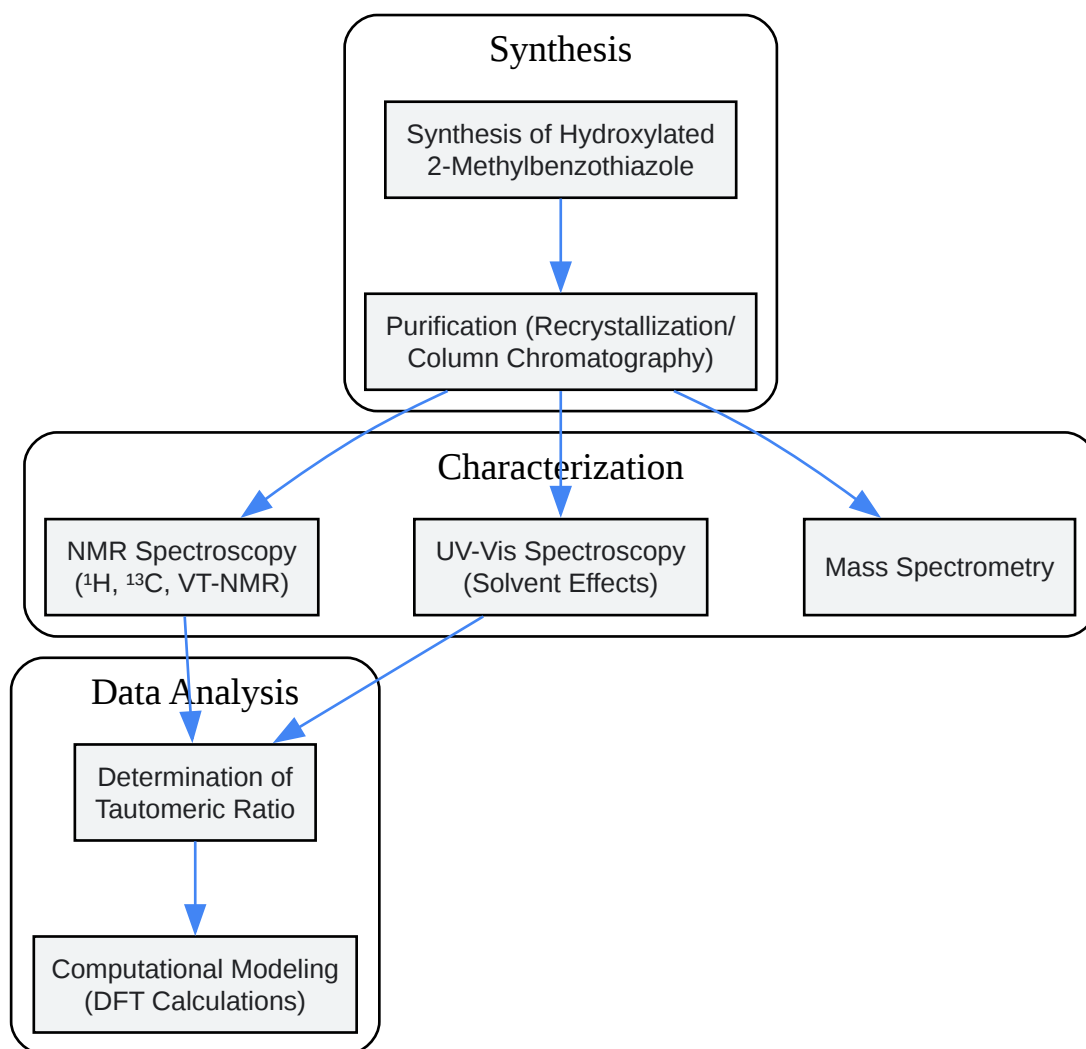 Synthesis
Synthesis of Hydroxylated
2-Methylbenzothiazole
Purification (Recrystallization/
Column Chromatography)
Characterization
NMR Spectroscopy
(¹H, ¹³C, VT-NMR)
UV-Vis Spectroscopy
(Solvent Effects)
Mass Spectrometry
Data Analysis
Determination of
Tautomeric Ratio
Computational Modeling
(DFT Calculations)